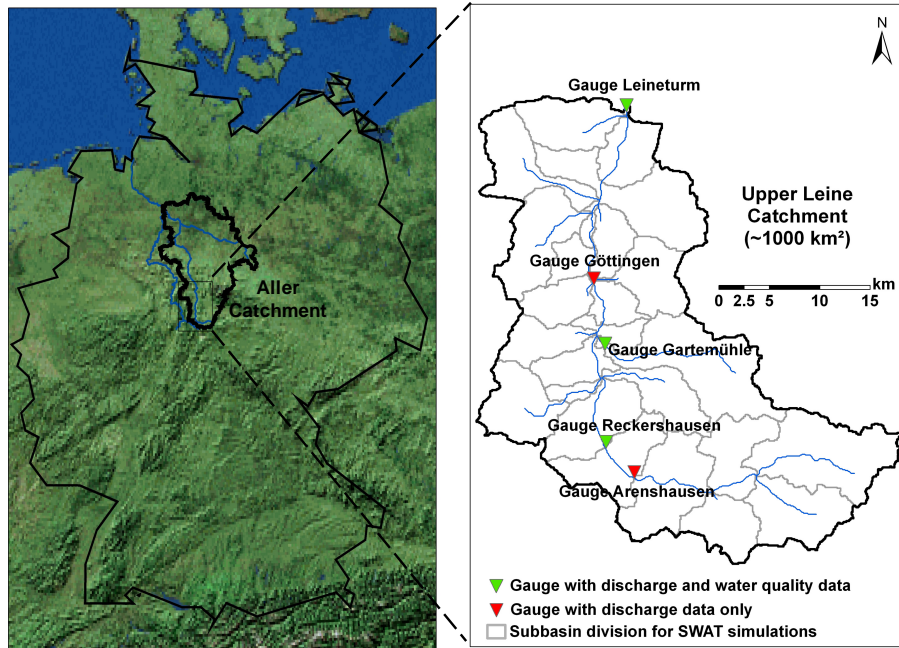 Aller
Catchment
N
Gauge Leineturm
Upper Leine
Catchment
(~1000 km²)
Gauge Göttingen
km
0 2.5 5 10 15
Gauge Gartemühle
Gauge Reckershausen
Gauge Arenshausen
Gauge with discharge and water quality data
Gauge with discharge data only
Subbasin division for SWAT simulations